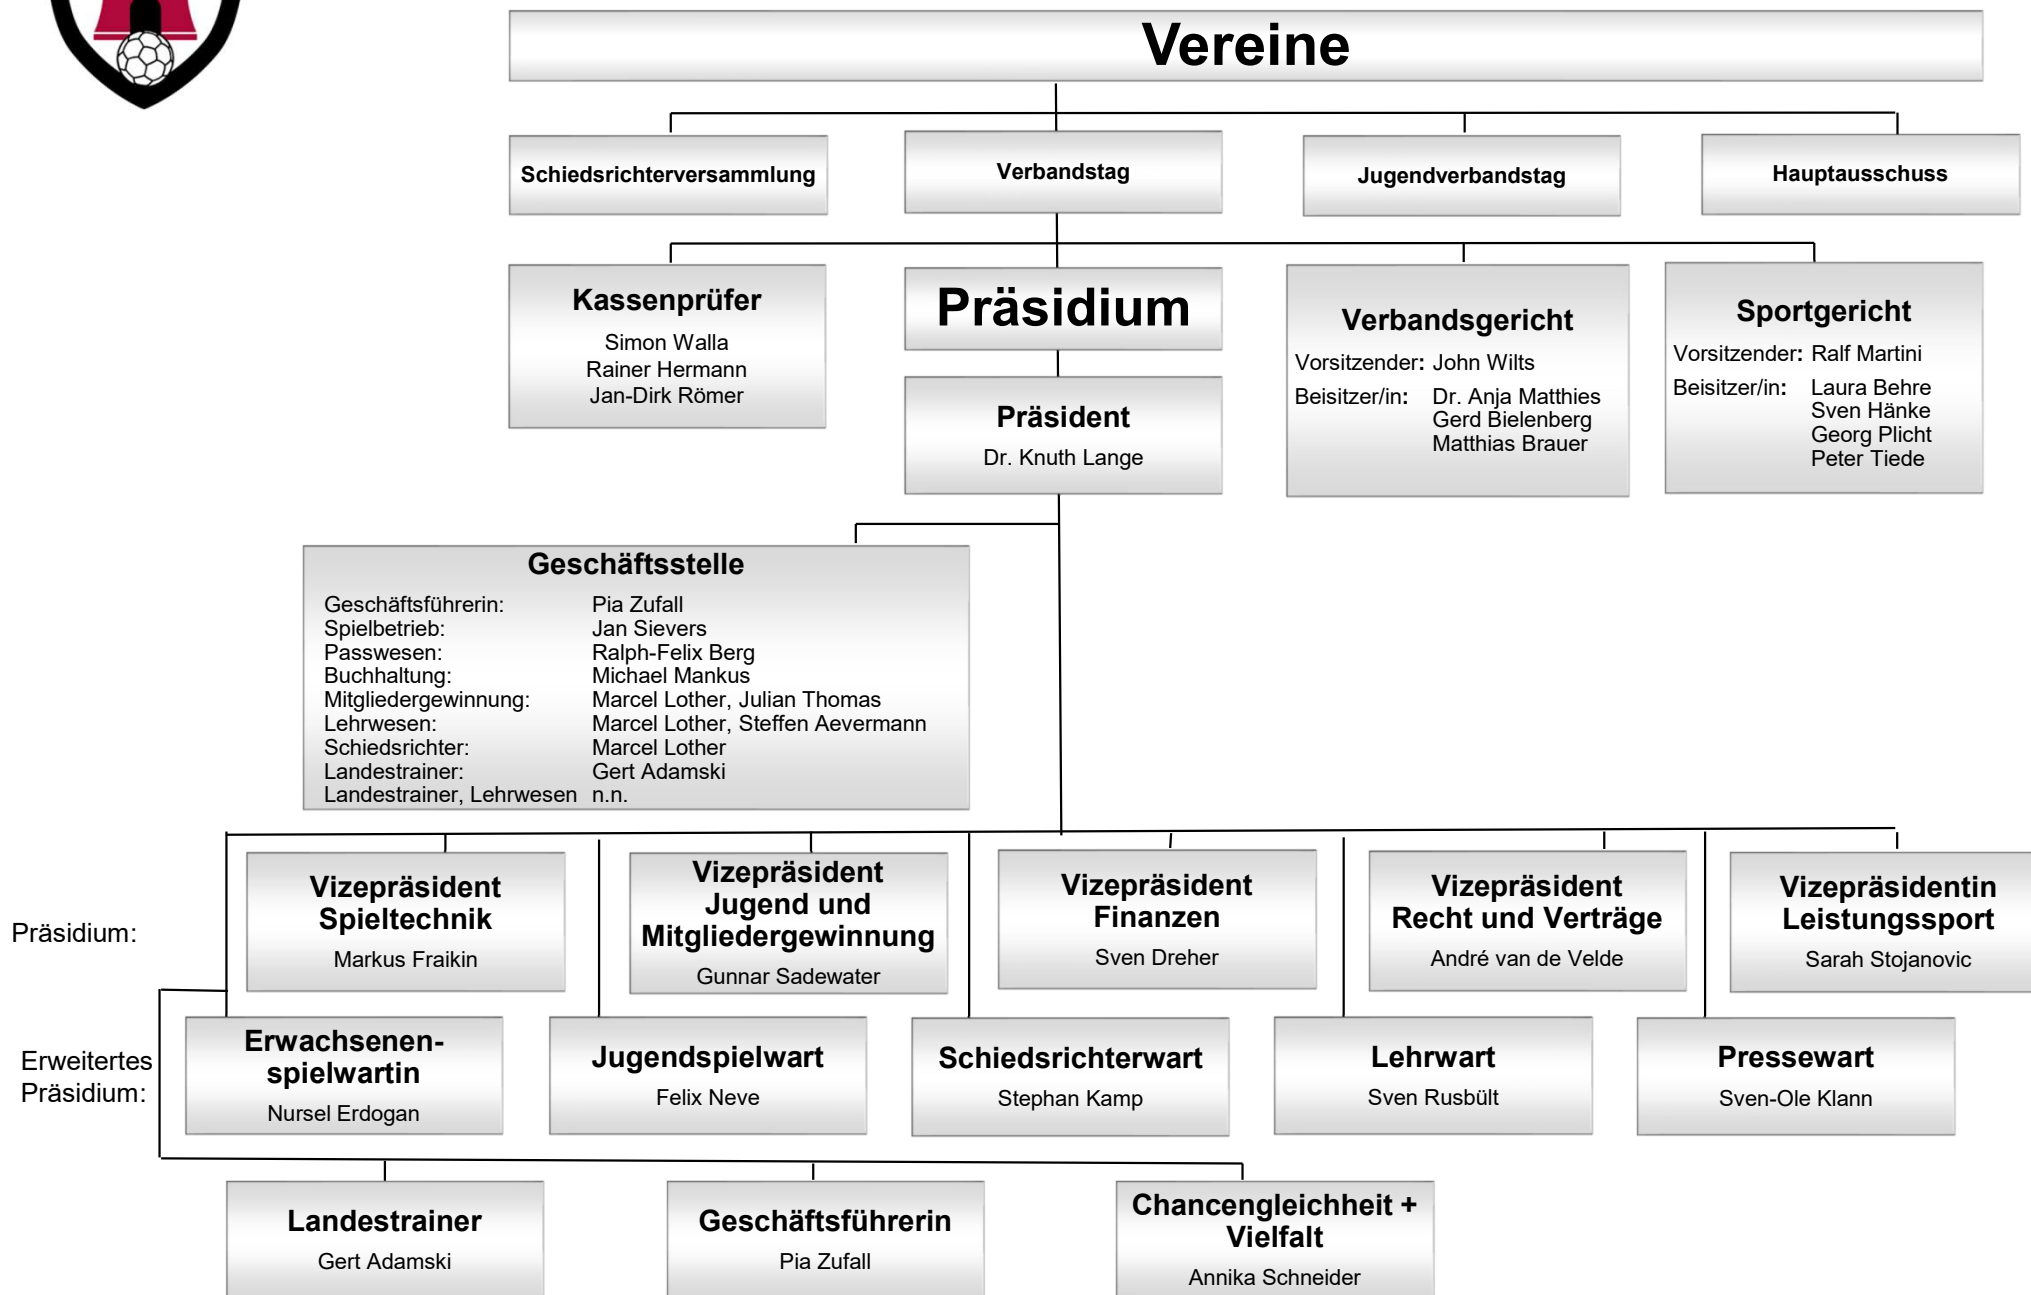 Vereine
Schiedsrichterversammlung
Verbandstag
Jugendverbandstag
Hauptausschuss
Kassenprüfer
Simon Walla
Rainer Hermann
Jan-Dirk Römer
Präsidium
Präsident
Dr. Knuth Lange
Verbandsgericht
Vorsitzender: John Wilts
Beisitzer/in: Dr. Anja Matthies
Gerd Bielenberg
Matthias Brauer
Sportgericht
Vorsitzender: Ralf Martini
Beisitzer/in: Laura Behre
Sven Hänke
Georg Plicht
Peter Tiede
Geschäftsstelle
Geschäftsführerin: Pia Zufall
Spielbetrieb: Jan Sievers
Passwesen: Ralph-Felix Berg
Buchhaltung: Michael Mankus
Mitgliedergewinnung: Marcel Lother, Julian Thomas
Lehrwesen: Marcel Lother, Steffen Aevermann
Schiedsrichter: Marcel Lother
Landestrainer: Gert Adamski
Landestrainer, Lehrwesen n.n.
Präsidium:
Vizepräsident
Spieltechnik
Markus Fraikin
Vizepräsident
Jugend und
Mitgliedergewinnung
Gunnar Sadewater
Vizepräsident
Finanzen
Sven Dreher
Vizepräsident
Recht und Verträge
André van de Velde
Vizepräsidentin
Leistungssport
Sarah Stojanovic
Erweitertes
Präsidium:
Erwachsenen-
spielwartin
Nursel Erdogan
Jugendspielwart
Felix Neve
Schiedsrichterwart
Stephan Kamp
Lehrwart
Sven Rusbült
Pressewart
Sven-Ole Klann
Landestrainer
Gert Adamski
Geschäftsführerin
Pia Zufall
Chancengleichheit +
Vielfalt
Annika Schneider